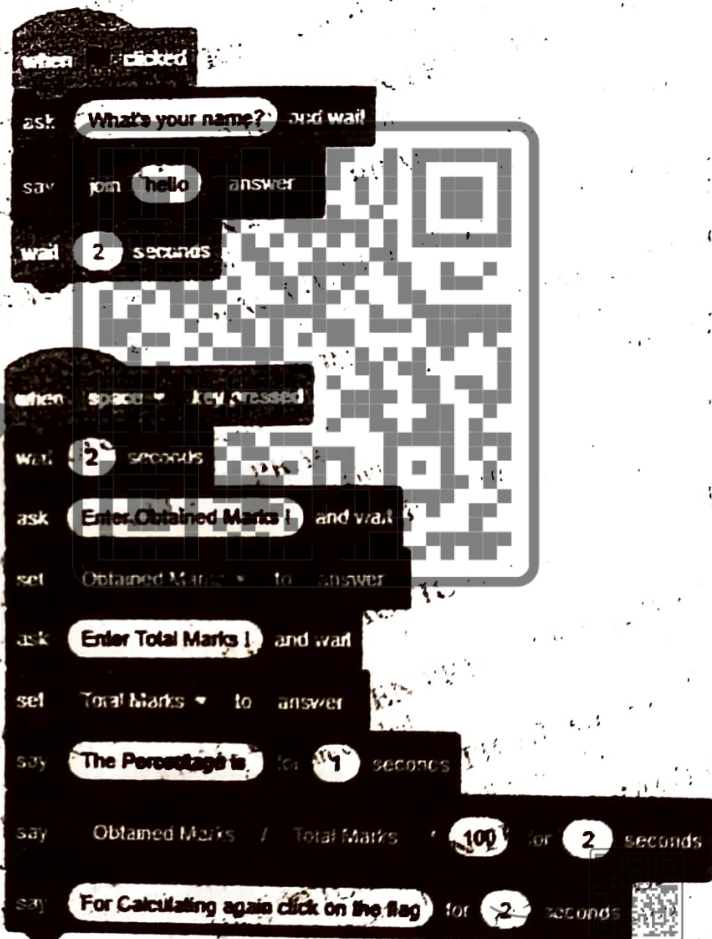 when clicked
ask What's your name? and wait
say join hello answer
wait 2 seconds
when space key pressed
wait 2 seconds
ask Enter Obtained Marks ! and wait
set Obtained Marks to answer
ask Enter Total Marks ! and wait
set Total Marks to answer
say The Percentage is for 1 seconds
say Obtained Marks / Total Marks * 100 for 2 seconds
say For Calculating again click on the flag for 2 seconds